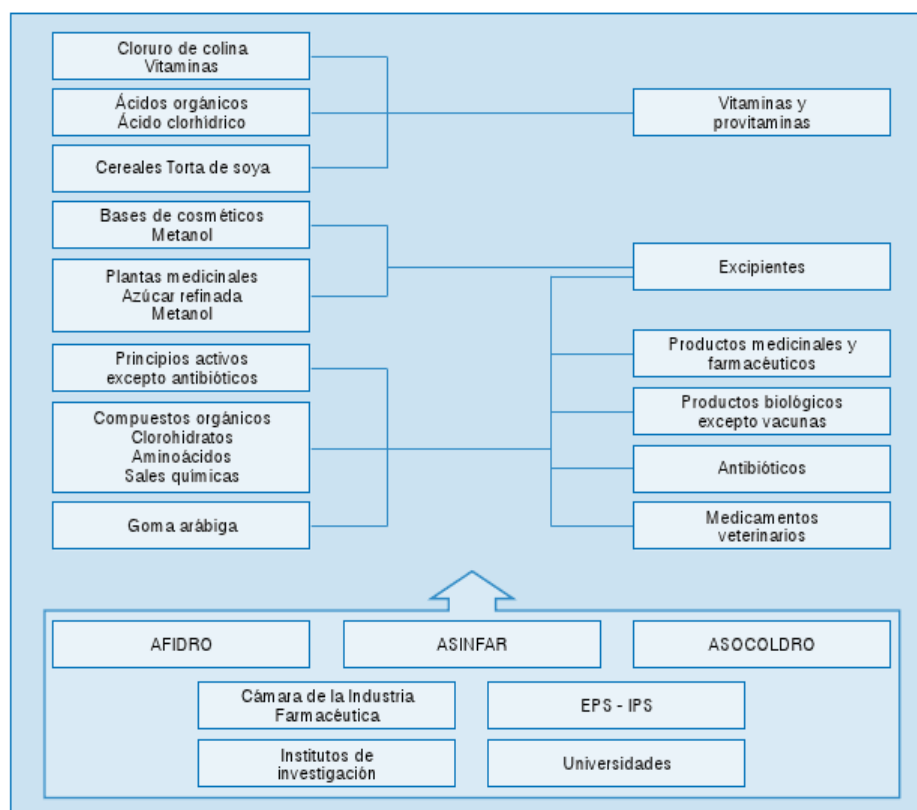 Cloruro de colina
Vitaminas
Ácidos orgánicos
Ácido clorhídrico
Vitaminas y
provitaminas
Cereales Torta de soya
Bases de cosméticos
Metanol
Plantas medicinales
Azúcar refinada
Metanol
Excipientes
Principios activos
excepto antibióticos
Productos medicinales y
farmacéuticos
Compuestos orgánicos
Clorohidratos
Aminoácidos
Sales químicas
Productos biológicos
excepto vacunas
Antibióticos
Goma arábiga
Medicamentos
veterinarios
AFIDRO
ASINFAR
ASOCOLDRO
Cámara de la Industria
Farmacéutica
EPS - IPS
Institutos de
investigación
Universidades